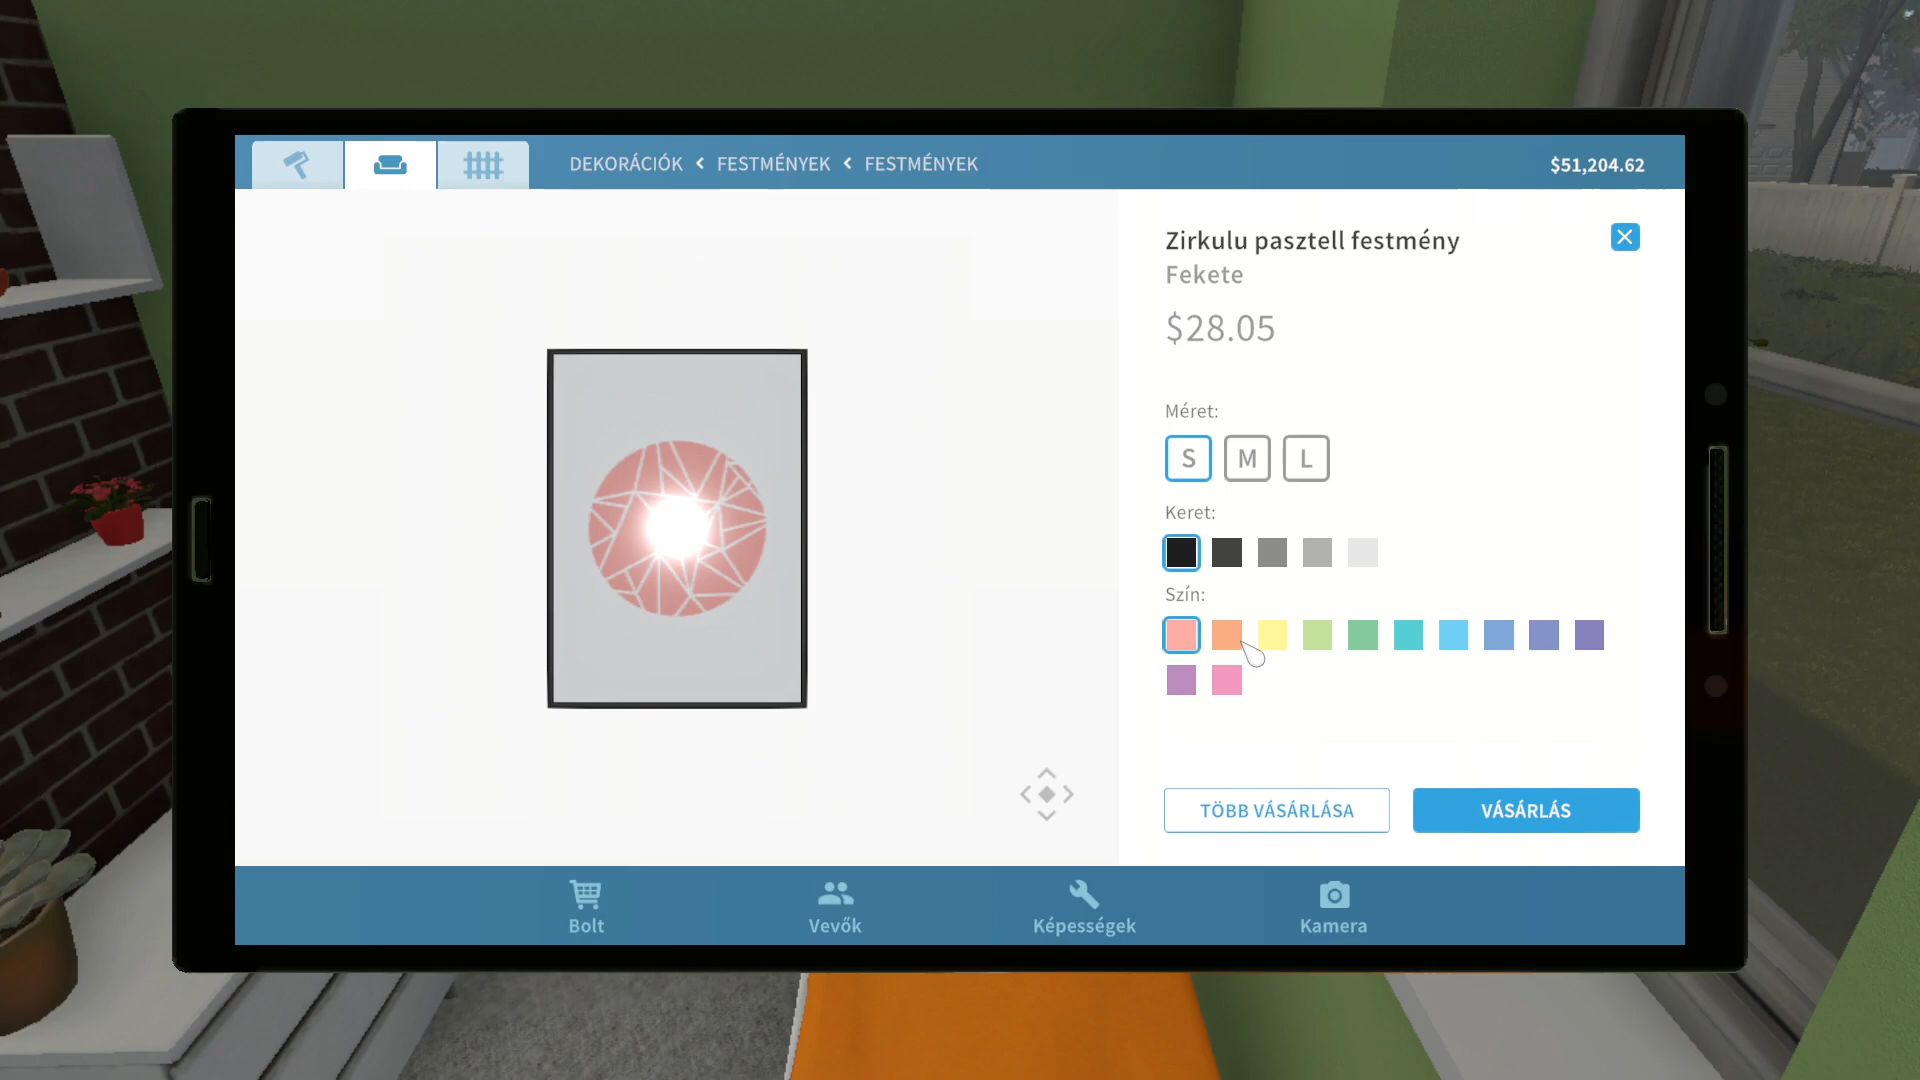 DEKORÁCIÓK < FESTMÉNYEK < FESTMÉNYEK
$51,204.62
Zirkulu pasztell festmény
Fekete
$28.05
Méret:
S M L
Keret:
Szín:
TÖBB VÁSÁRLÁSA
VÁSÁRLÁS
Bolt
Vevők
Képességek
Kamera